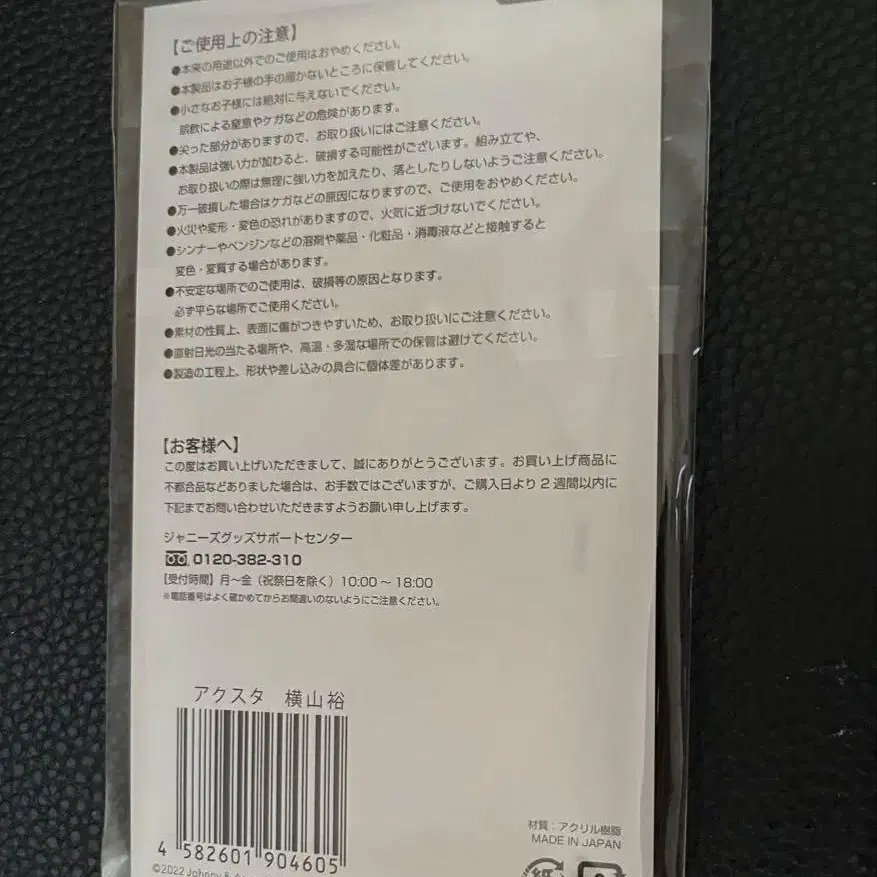 【ご使用上の注意】
●本来の用途以外でのご使用はおやめください。
●本製品はお子様の手の届かないところに保管してください。
●小さなお子様には絶対に与えないでください。
誤飲による窒息やケガなどの危険があります。
●尖った部分がありますので、お取り扱いにはご注意ください。
●本製品は強い力が加わると、破損する可能性がございます。組み立てや、
お取り扱いの際は無理に強い力を加えたり、落としたりしないようご注意ください。
●万一破損した場合はケガなどの原因になりますので、ご使用をおやめください。
●火災や変形・変色の恐れがありますので、火気に近づけないでください。
●シンナーやベンジンなどの溶剤や薬品・化粧品・消毒液などと接触すると
変色・変質する場合があります。
●不安定な場所でのご使用は、破損等の原因となります。
必ず平らな場所でご使用ください。
●素材の性質上、表面に傷がつきやすいため、お取り扱いにご注意ください。
●直射日光の当たる場所や、高温・多湿な場所での保管は避けてください。
●製造の工程上、形状や差し込みの具合に個体差があります。
【お客様へ】
この度はお買い上げいただきまして、誠にありがとうございます。お買い上げ商品に
不都合品などありました場合は、お手数ではございますが、ご購入日より2週間以内に
下記までお問い合わせいただきますようお願い申し上げます。
ジャニーズグッズサポートセンター
0120-382-310
【受付時間】月〜金（祝祭日を除く）10:00〜18:00
※電話番号はよく確かめてからお間違いのないようにご注意ください。
アクスタ 横山裕
4 582601 904605
©2022 Johnny &
材質：アクリル樹脂
MADE IN JAPAN
紙